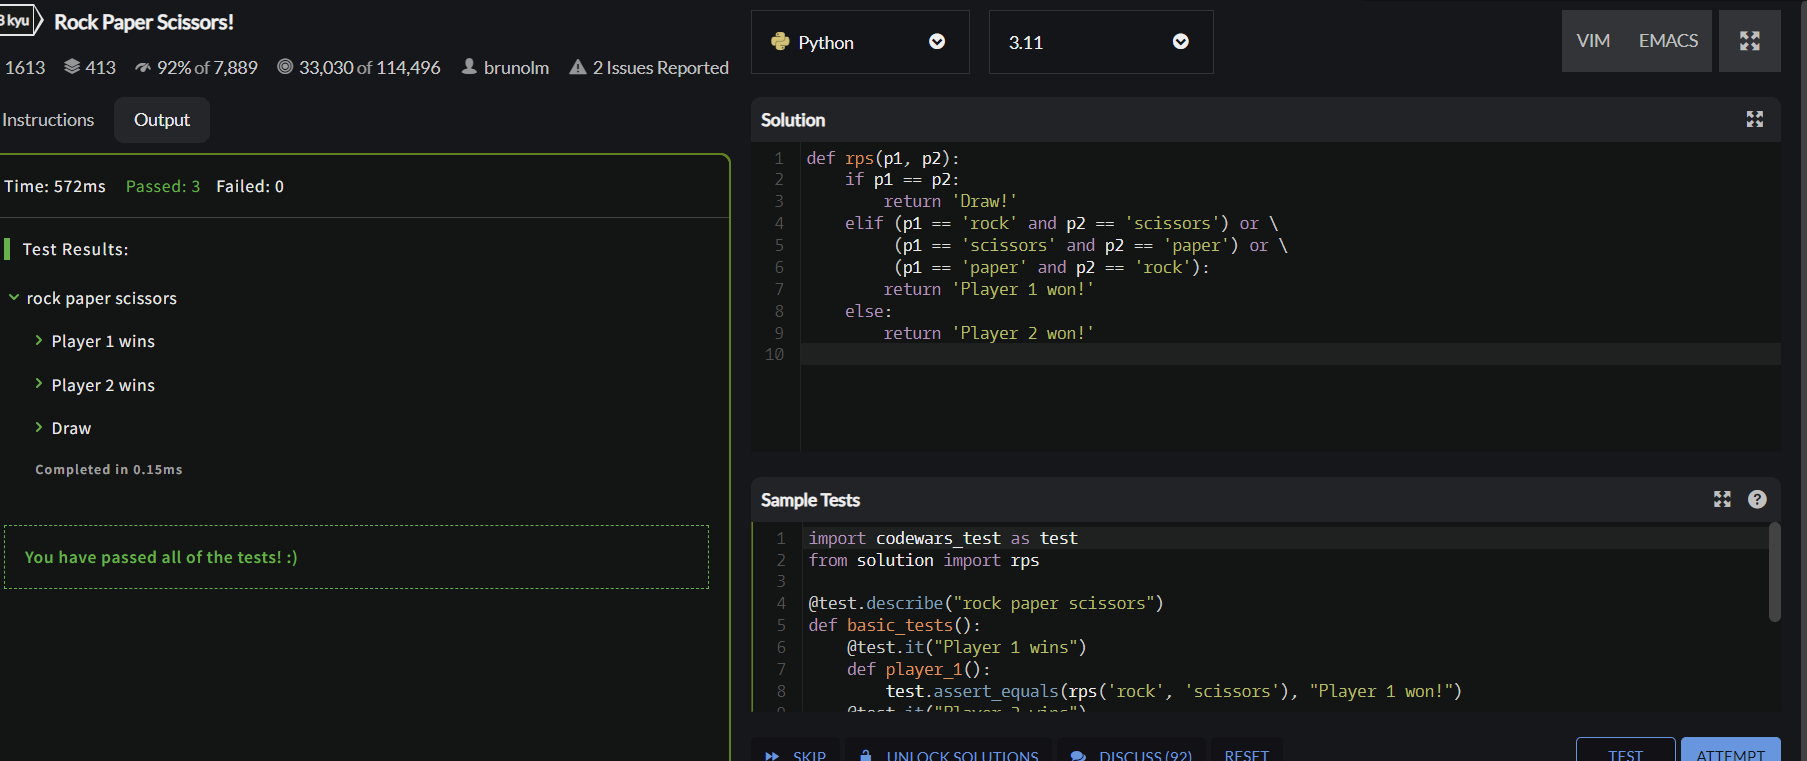 8 kyu Rock Paper Scissors!
1613 413 92% of 7,889 33,030 of 114,496 brunolm 2 Issues Reported
Instructions Output
Time: 572ms Passed: 3 Failed: 0
Test Results:
rock paper scissors
Player 1 wins
Player 2 wins
Draw
Completed in 0.15ms
You have passed all of the tests! :)
Python 3.11 VIM EMACS
Solution
1 def rps(p1, p2):
2     if p1 == p2:
3         return 'Draw!'
4     elif (p1 == 'rock' and p2 == 'scissors') or \
5          (p1 == 'scissors' and p2 == 'paper') or \
6          (p1 == 'paper' and p2 == 'rock'):
7         return 'Player 1 won!'
8     else:
9         return 'Player 2 won!'
10
Sample Tests
1 import codewars_test as test
2 from solution import rps
3
4 @test.describe("rock paper scissors")
5 def basic_tests():
6     @test.it("Player 1 wins")
7     def player_1():
8         test.assert_equals(rps('rock', 'scissors'), "Player 1 won!")
9     @test.it("Player 2 wins")
SKIP UNLOCK SOLUTIONS DISCUSS (92) RESET TEST ATTEMPT